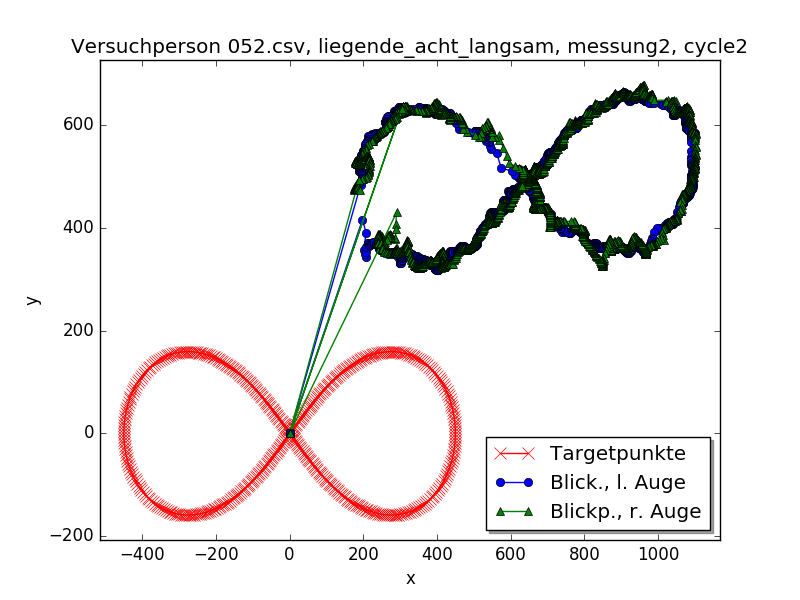 Versuchperson 052.csv, liegende_acht_langsam, messung2, cycle2
y
600
400
200
0
−200
−400
−200
0
200
400
600
800
1000
x
Targetpunkte
Blick., l. Auge
Blickp., r. Auge